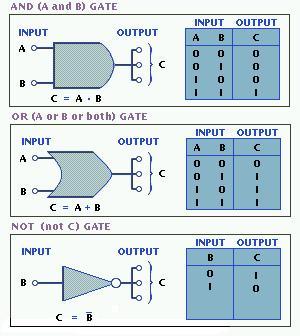 AND (A and B) GATE
INPUT OUTPUT
A
B
C
C = A · B
INPUT OUTPUT
A B C
0 0 0
0 1 0
1 0 0
1 1 1
OR (A or B or both) GATE
INPUT OUTPUT
A
B
C
C = A + B
INPUT OUTPUT
A B C
0 0 0
0 1 1
1 0 1
1 1 1
NOT (not C) GATE
INPUT OUTPUT
B
C
C = B̅
INPUT OUTPUT
B C
0 1
1 0